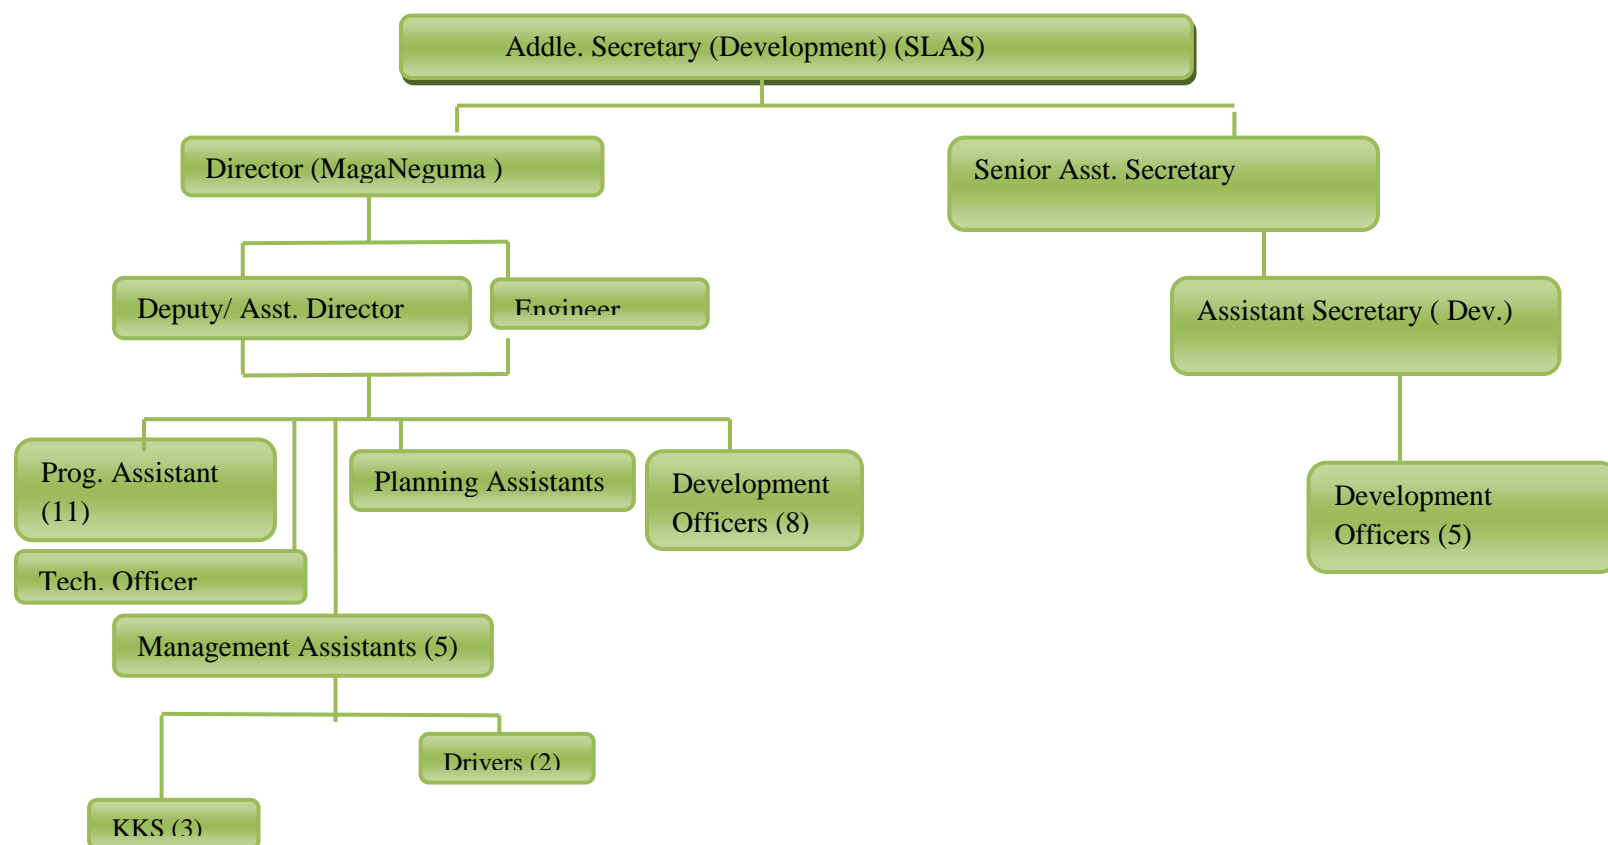 Addle. Secretary (Development) (SLAS)
Director (MagaNeguma )
Senior Asst. Secretary
Deputy/ Asst. Director
Engineer
Assistant Secretary ( Dev.)
Prog. Assistant
(11)
Planning Assistants
Development
Officers (8)
Development
Officers (5)
Tech. Officer
Management Assistants (5)
Drivers (2)
KKS (3)